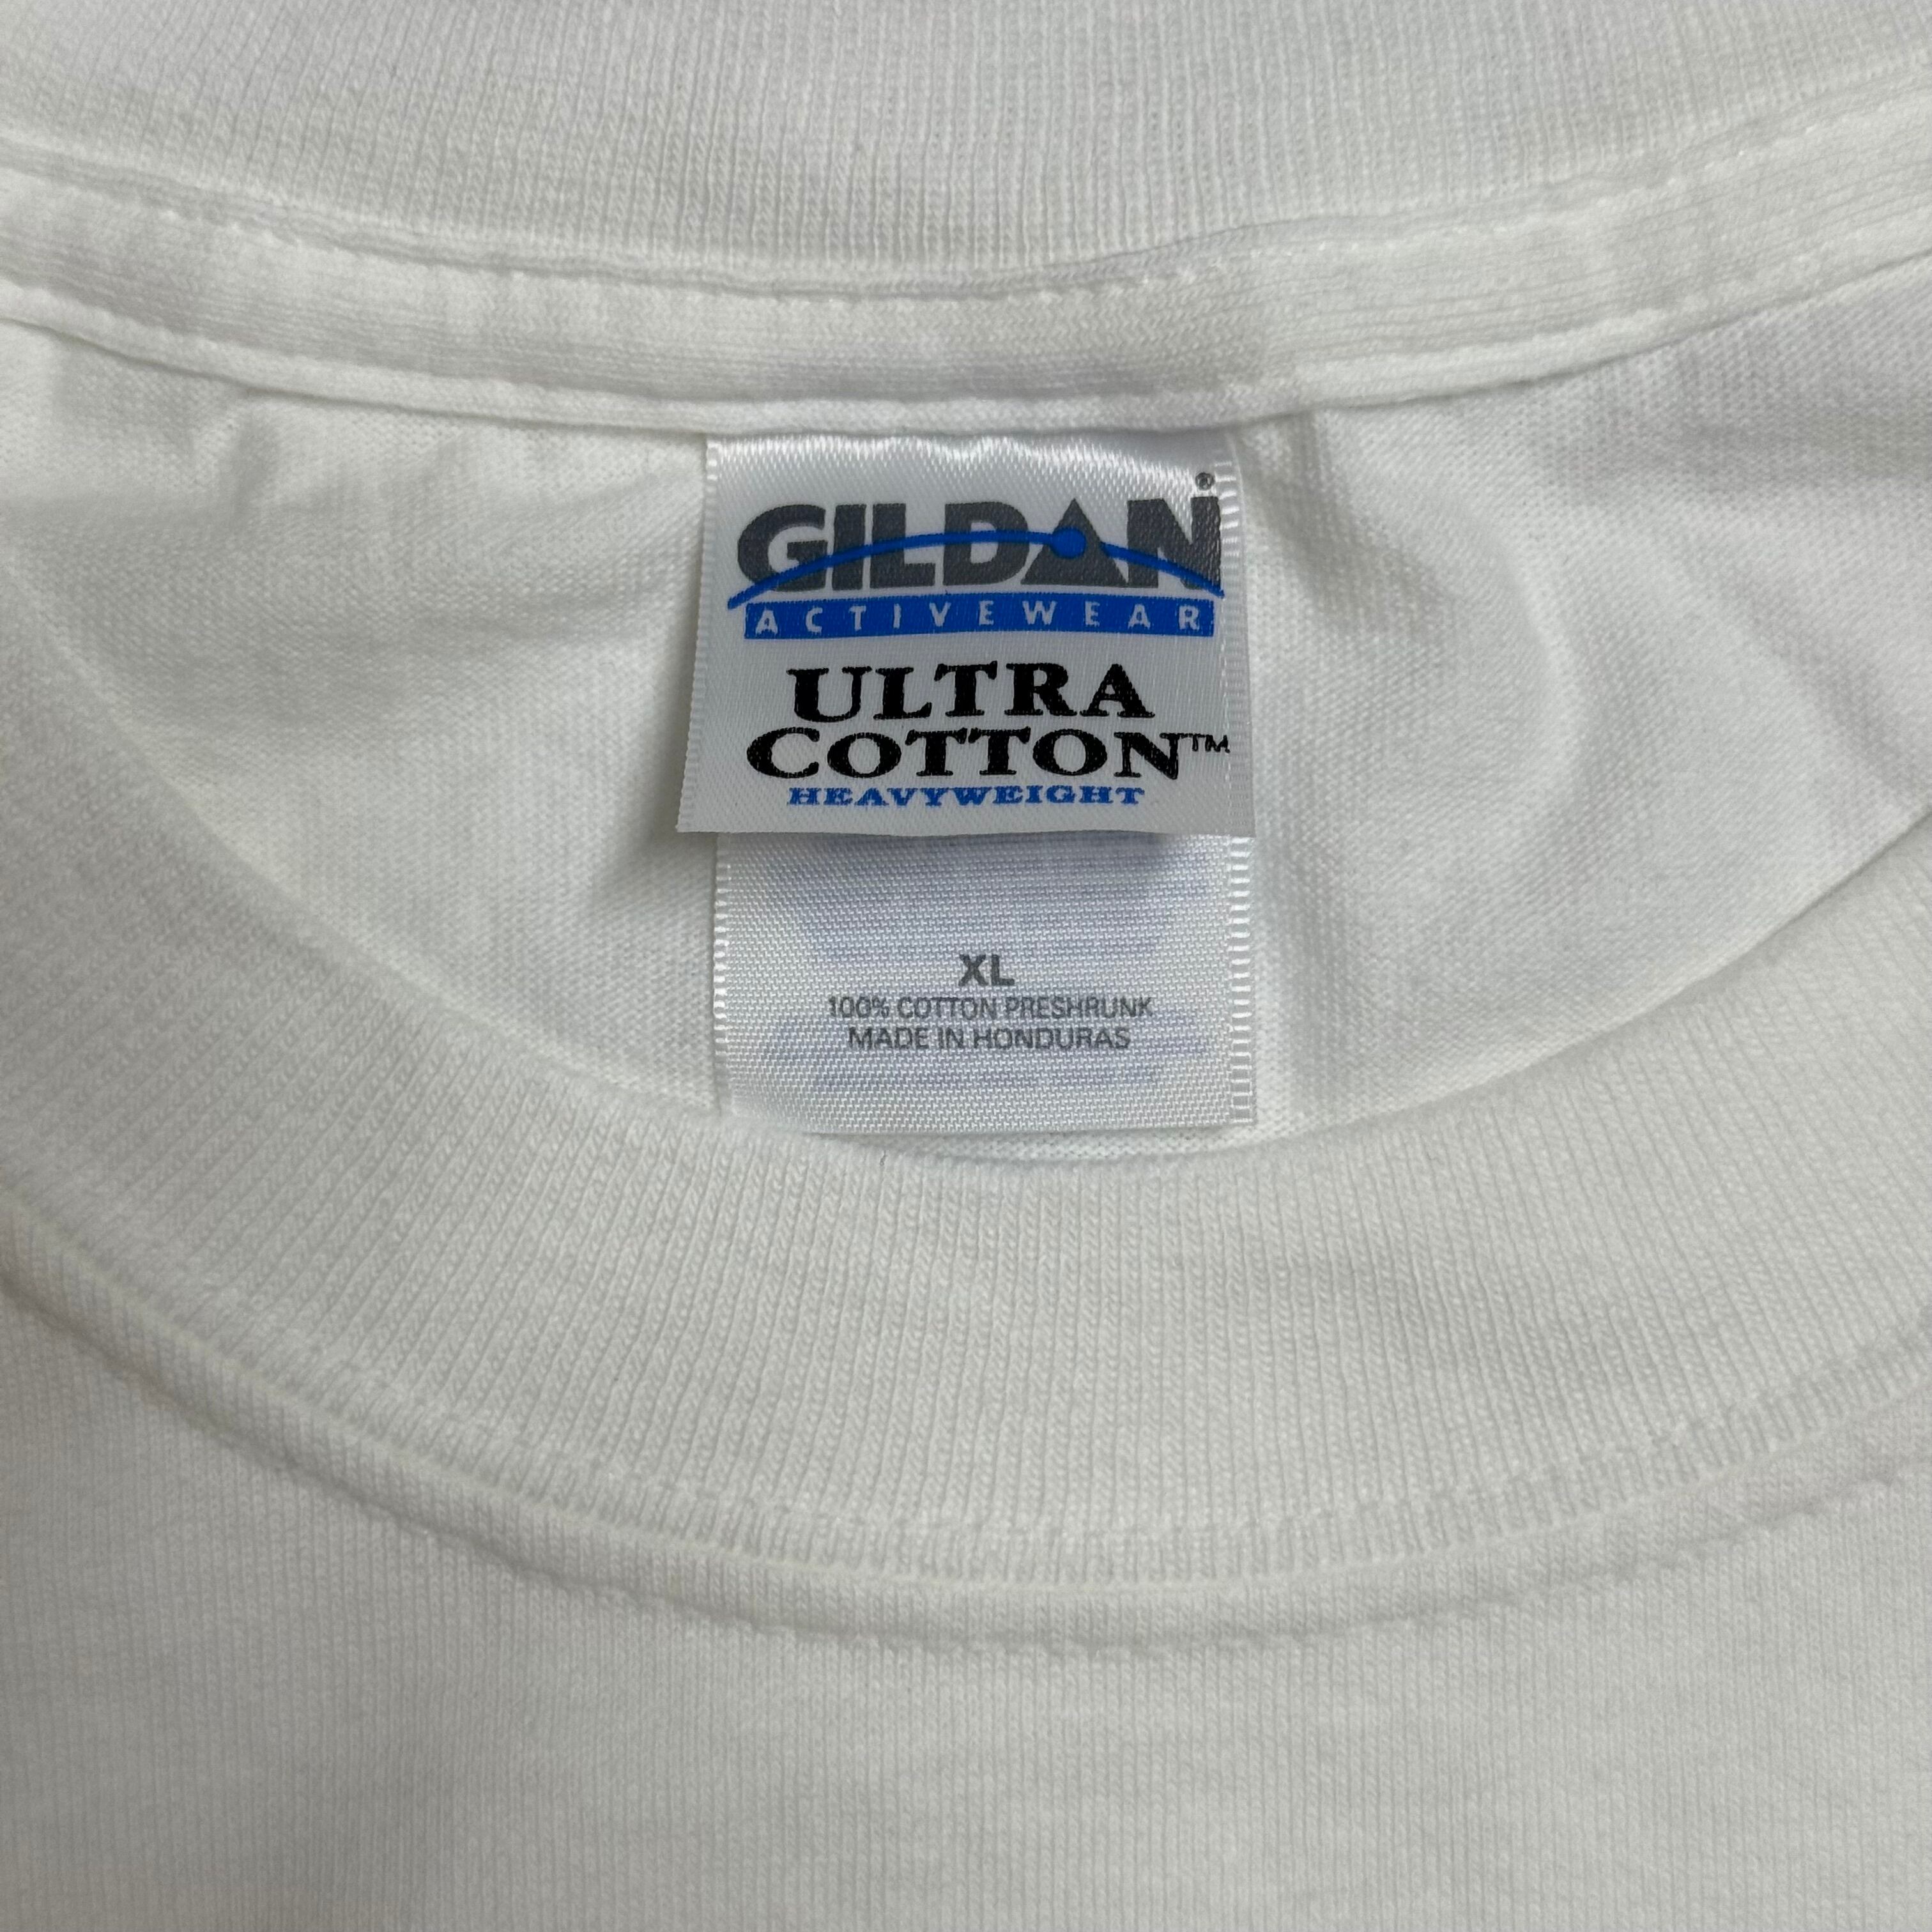 GILDAN®
ACTIVEWEAR
ULTRA
COTTON™
HEAVYWEIGHT
XL
100% COTTON PRESHRUNK
MADE IN HONDURAS